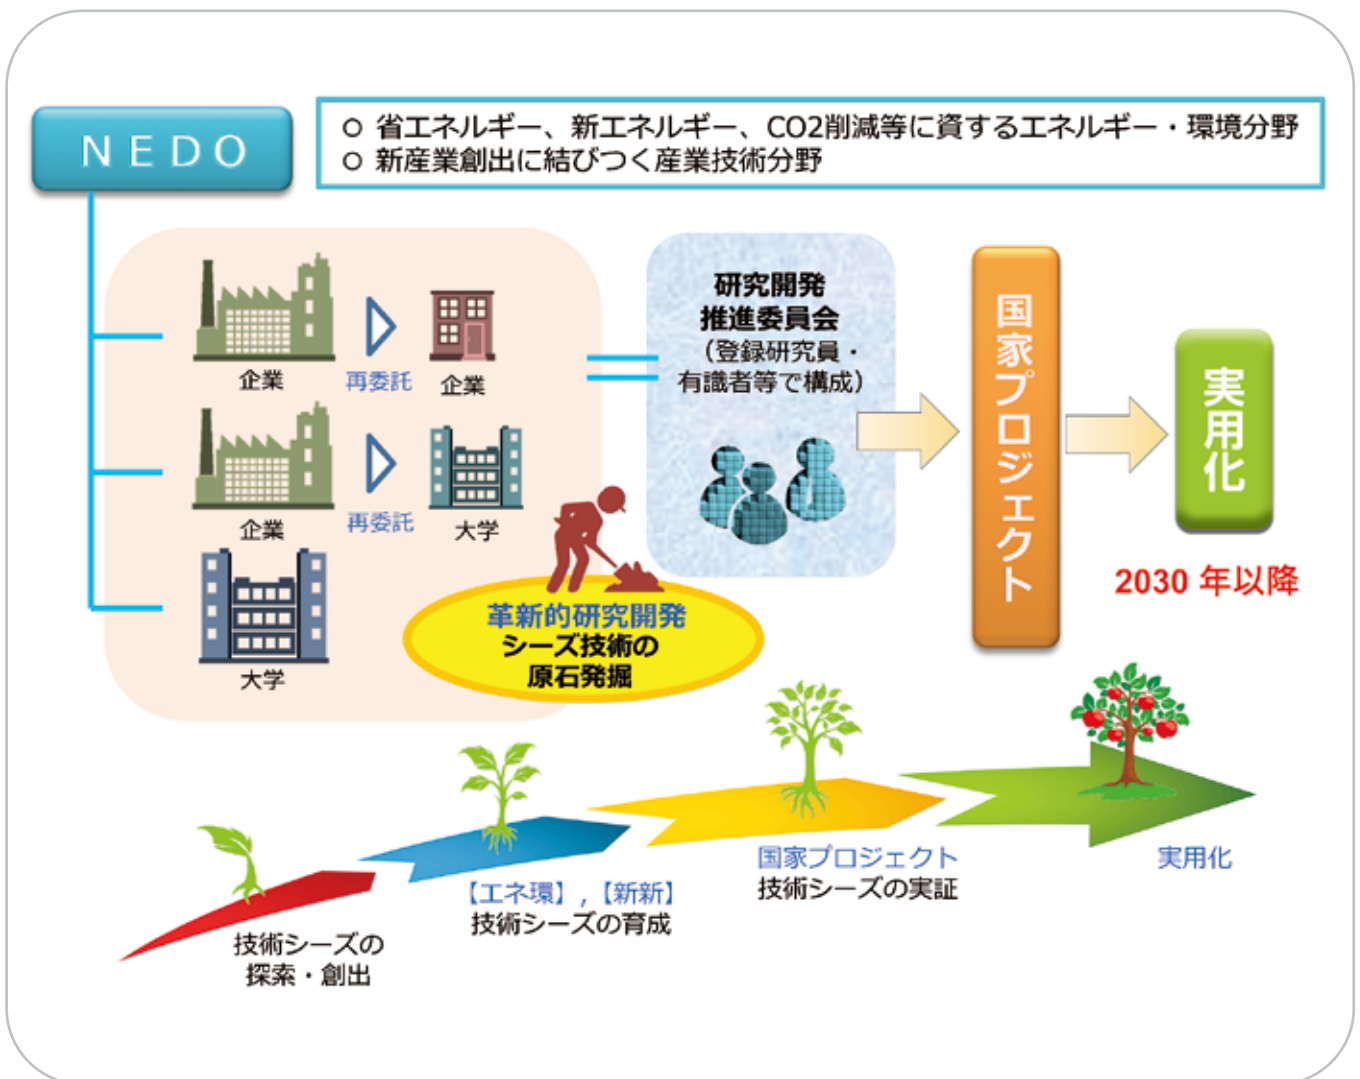 NEDO
○ 省エネルギー、新エネルギー、CO2削減等に資するエネルギー・環境分野
○ 新産業創出に結びつく産業技術分野
企業
再委託
企業
企業
再委託
大学
大学
革新的研究開発
シーズ技術の
原石発掘
研究開発
推進委員会
（登録研究員・
有識者等で構成）
国家プロジェクト
実用化
2030 年以降
技術シーズの
探索・創出
【エネ環】,【新新】
技術シーズの育成
国家プロジェクト
技術シーズの実証
実用化